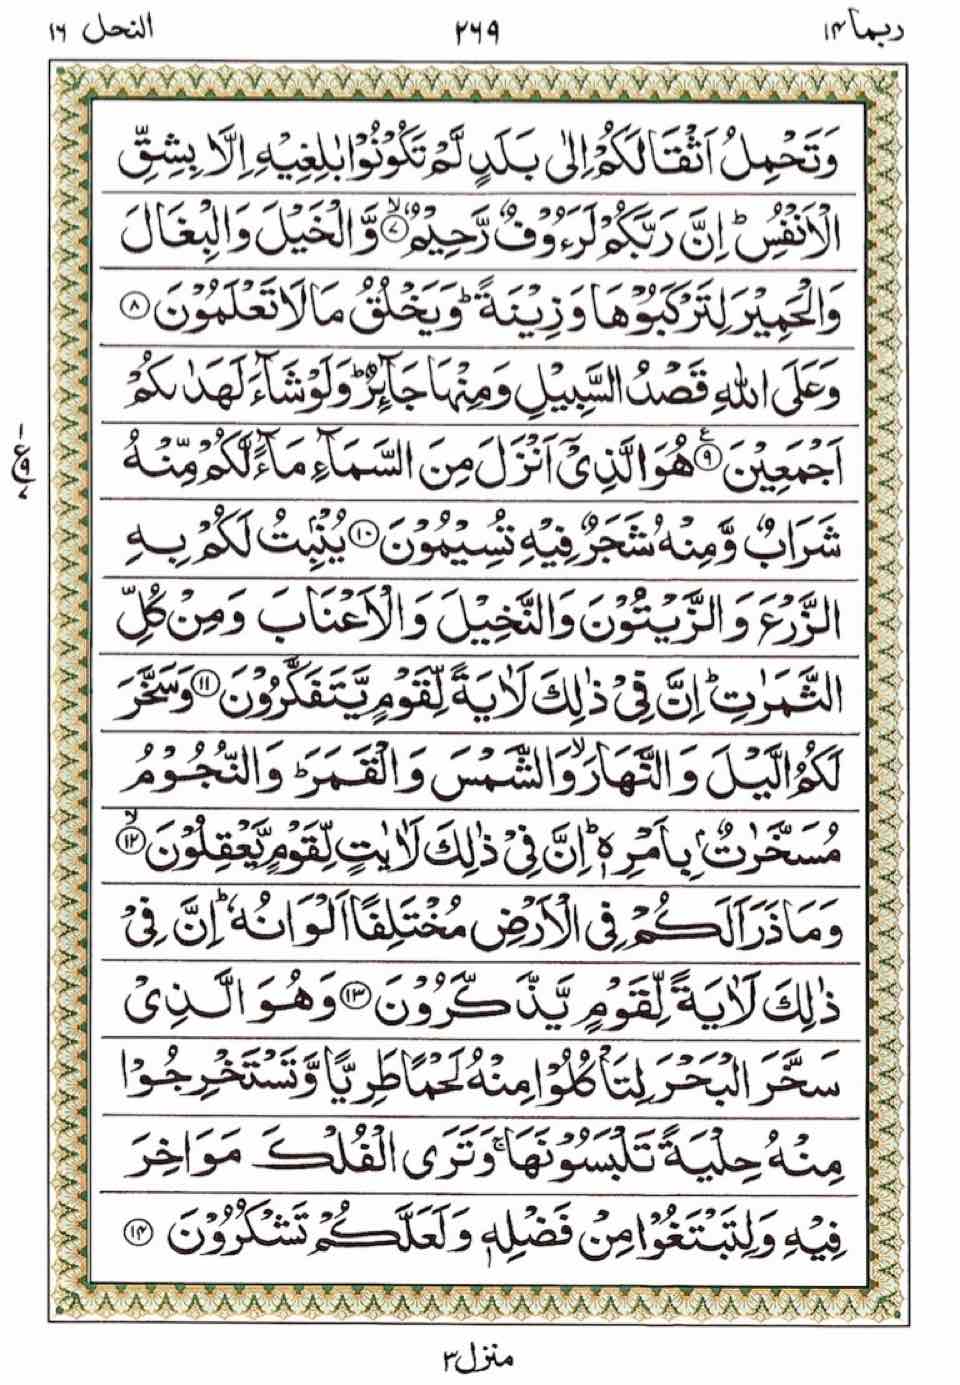 ربما ۱۴ ۲۶۹ النحل ۱۶
وَتَحْمِلُ اَثْقَالَكُمْ اِلٰى بَلَدٍ لَّمْ تَكُوْنُوْا بٰلِغِيْهِ اِلَّا بِشِقِّ
الْاَنْفُسِ ؕ اِنَّ رَبَّكُمْ لَرَءُوْفٌ رَّحِيْمٌ ۙ﴿۷﴾ وَّالْخَيْلَ وَالْبِغَالَ
وَالْحَمِيْرَ لِتَرْكَبُوْهَا وَزِيْنَةً ؕ وَيَخْلُقُ مَا لَا تَعْلَمُوْنَ ﴿۸﴾
وَعَلَى اللّٰهِ قَصْدُ السَّبِيْلِ وَمِنْهَا جَآئِرٌ ؕ وَلَوْ شَآءَ لَهَدٰىكُمْ
اَجْمَعِيْنَ ﴿۹﴾ۧ هُوَ الَّذِيْۤ اَنْزَلَ مِنَ السَّمَآءِ مَآءً لَّكُمْ مِّنْهُ
۱ ع ۹ ۷
شَرَابٌ وَّمِنْهُ شَجَرٌ فِيْهِ تُسِيْمُوْنَ ﴿۱۰﴾ يُنْۢبِتُ لَكُمْ بِهِ
الزَّرْعَ وَالزَّيْتُوْنَ وَالنَّخِيْلَ وَالْاَعْنَابَ وَمِنْ كُلِّ
الثَّمَرٰتِ ؕ اِنَّ فِيْ ذٰلِكَ لَاٰيَةً لِّقَوْمٍ يَّتَفَكَّرُوْنَ ﴿۱۱﴾ وَسَخَّرَ
لَكُمُ الَّيْلَ وَالنَّهَارَ ۙ وَالشَّمْسَ وَالْقَمَرَ ؕ وَالنُّجُوْمُ
مُسَخَّرٰتٌۢ بِاَمْرِهٖ ؕ اِنَّ فِيْ ذٰلِكَ لَاٰيٰتٍ لِّقَوْمٍ يَّعْقِلُوْنَ ۙ﴿۱۲﴾
وَمَا ذَرَاَ لَكُمْ فِي الْاَرْضِ مُخْتَلِفًا اَلْوَانُهٗ ؕ اِنَّ فِيْ
ذٰلِكَ لَاٰيَةً لِّقَوْمٍ يَّذَّكَّرُوْنَ ﴿۱۳﴾ وَهُوَ الَّذِيْ
سَخَّرَ الْبَحْرَ لِتَاْكُلُوْا مِنْهُ لَحْمًا طَرِيًّا وَّتَسْتَخْرِجُوْا
مِنْهُ حِلْيَةً تَلْبَسُوْنَهَا ۚ وَتَرَى الْفُلْكَ مَوَاخِرَ
فِيْهِ وَلِتَبْتَغُوْا مِنْ فَضْلِهٖ وَلَعَلَّكُمْ تَشْكُرُوْنَ ﴿۱۴﴾
منزل ۳